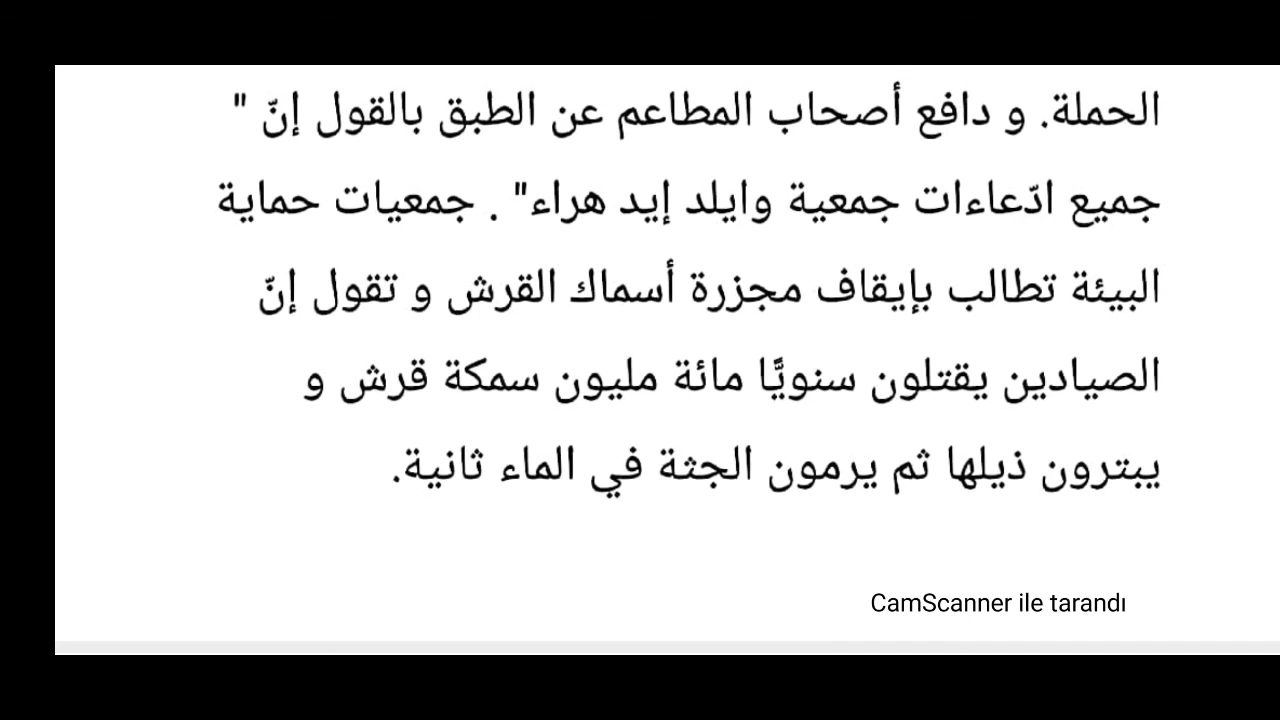 الحملة. و دافع أصحاب المطاعم عن الطبق بالقول إنّ "
جميع ادّعاءات جمعية وايلد إيد هراء" . جمعيات حماية
البيئة تطالب بإيقاف مجزرة أسماك القرش و تقول إنّ
الصيادين يقتلون سنويًّا مائة مليون سمكة قرش و
يبترون ذيلها ثم يرمون الجثة في الماء ثانية.
CamScanner ile tarandı